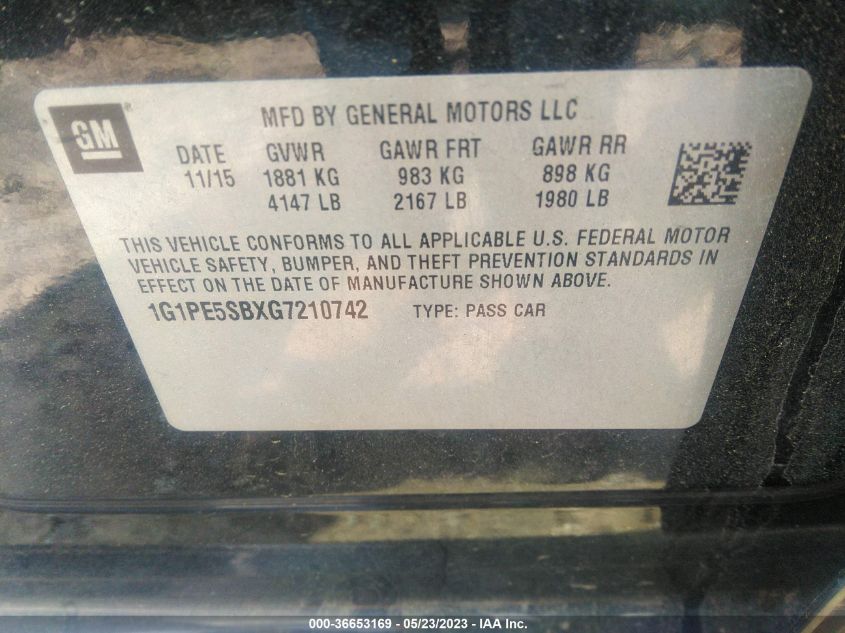 GM
MFD BY GENERAL MOTORS LLC
DATE GVWR GAWR FRT GAWR RR
11/15 1881 KG 983 KG 898 KG
4147 LB 2167 LB 1980 LB
THIS VEHICLE CONFORMS TO ALL APPLICABLE U.S. FEDERAL MOTOR
VEHICLE SAFETY, BUMPER, AND THEFT PREVENTION STANDARDS IN
EFFECT ON THE DATE OF MANUFACTURE SHOWN ABOVE.
1G1PE5SBXG7210742 TYPE: PASS CAR
000-36653169 - 05/23/2023 - IAA Inc.